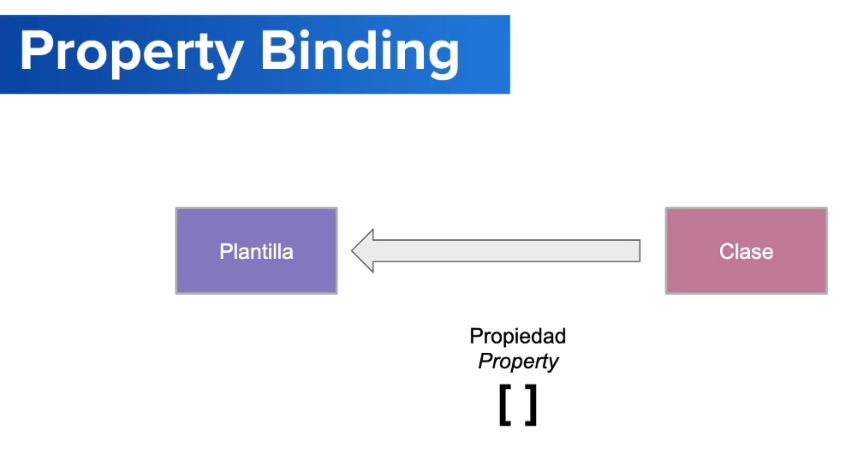 Property Binding
Plantilla
Clase
Propiedad
Property
[ ]